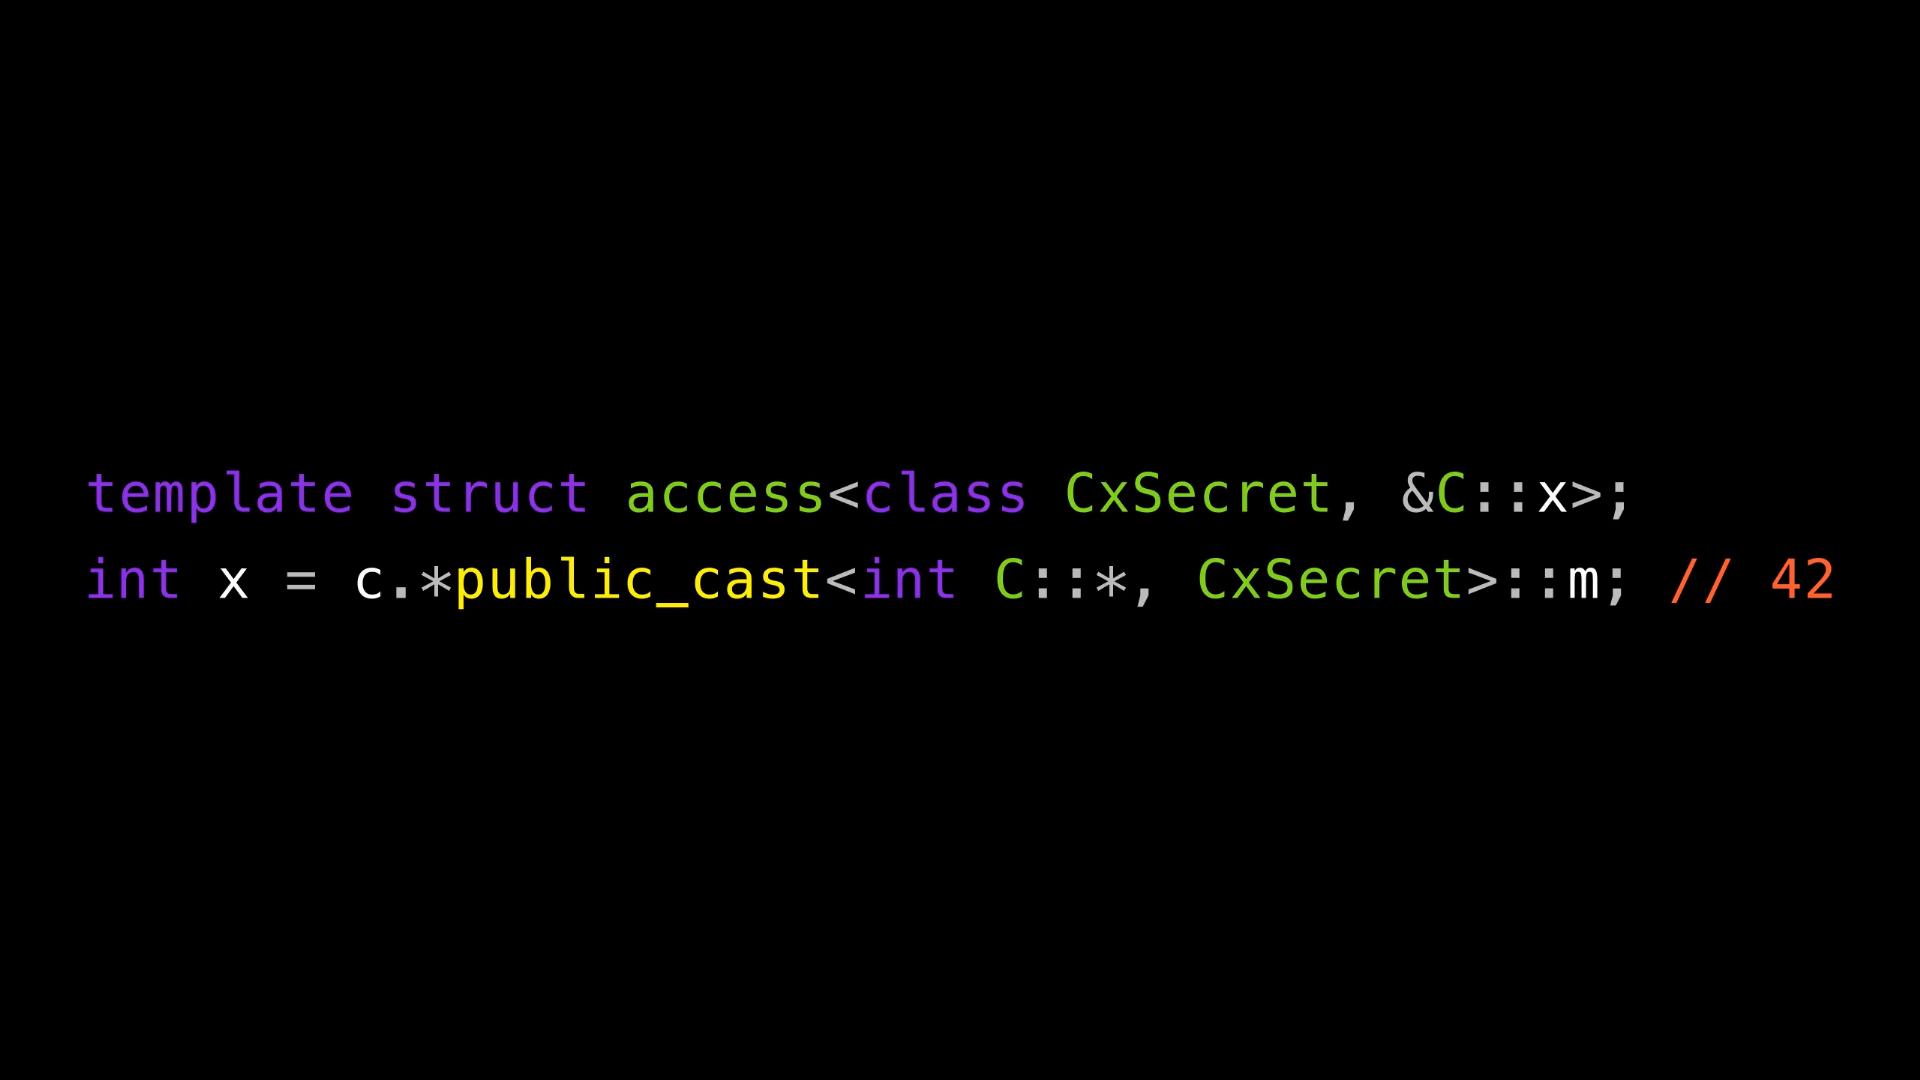 template struct access<class CxSecret, &C::x>;
int x = c.*public_cast<int C::*, CxSecret>::m; // 42